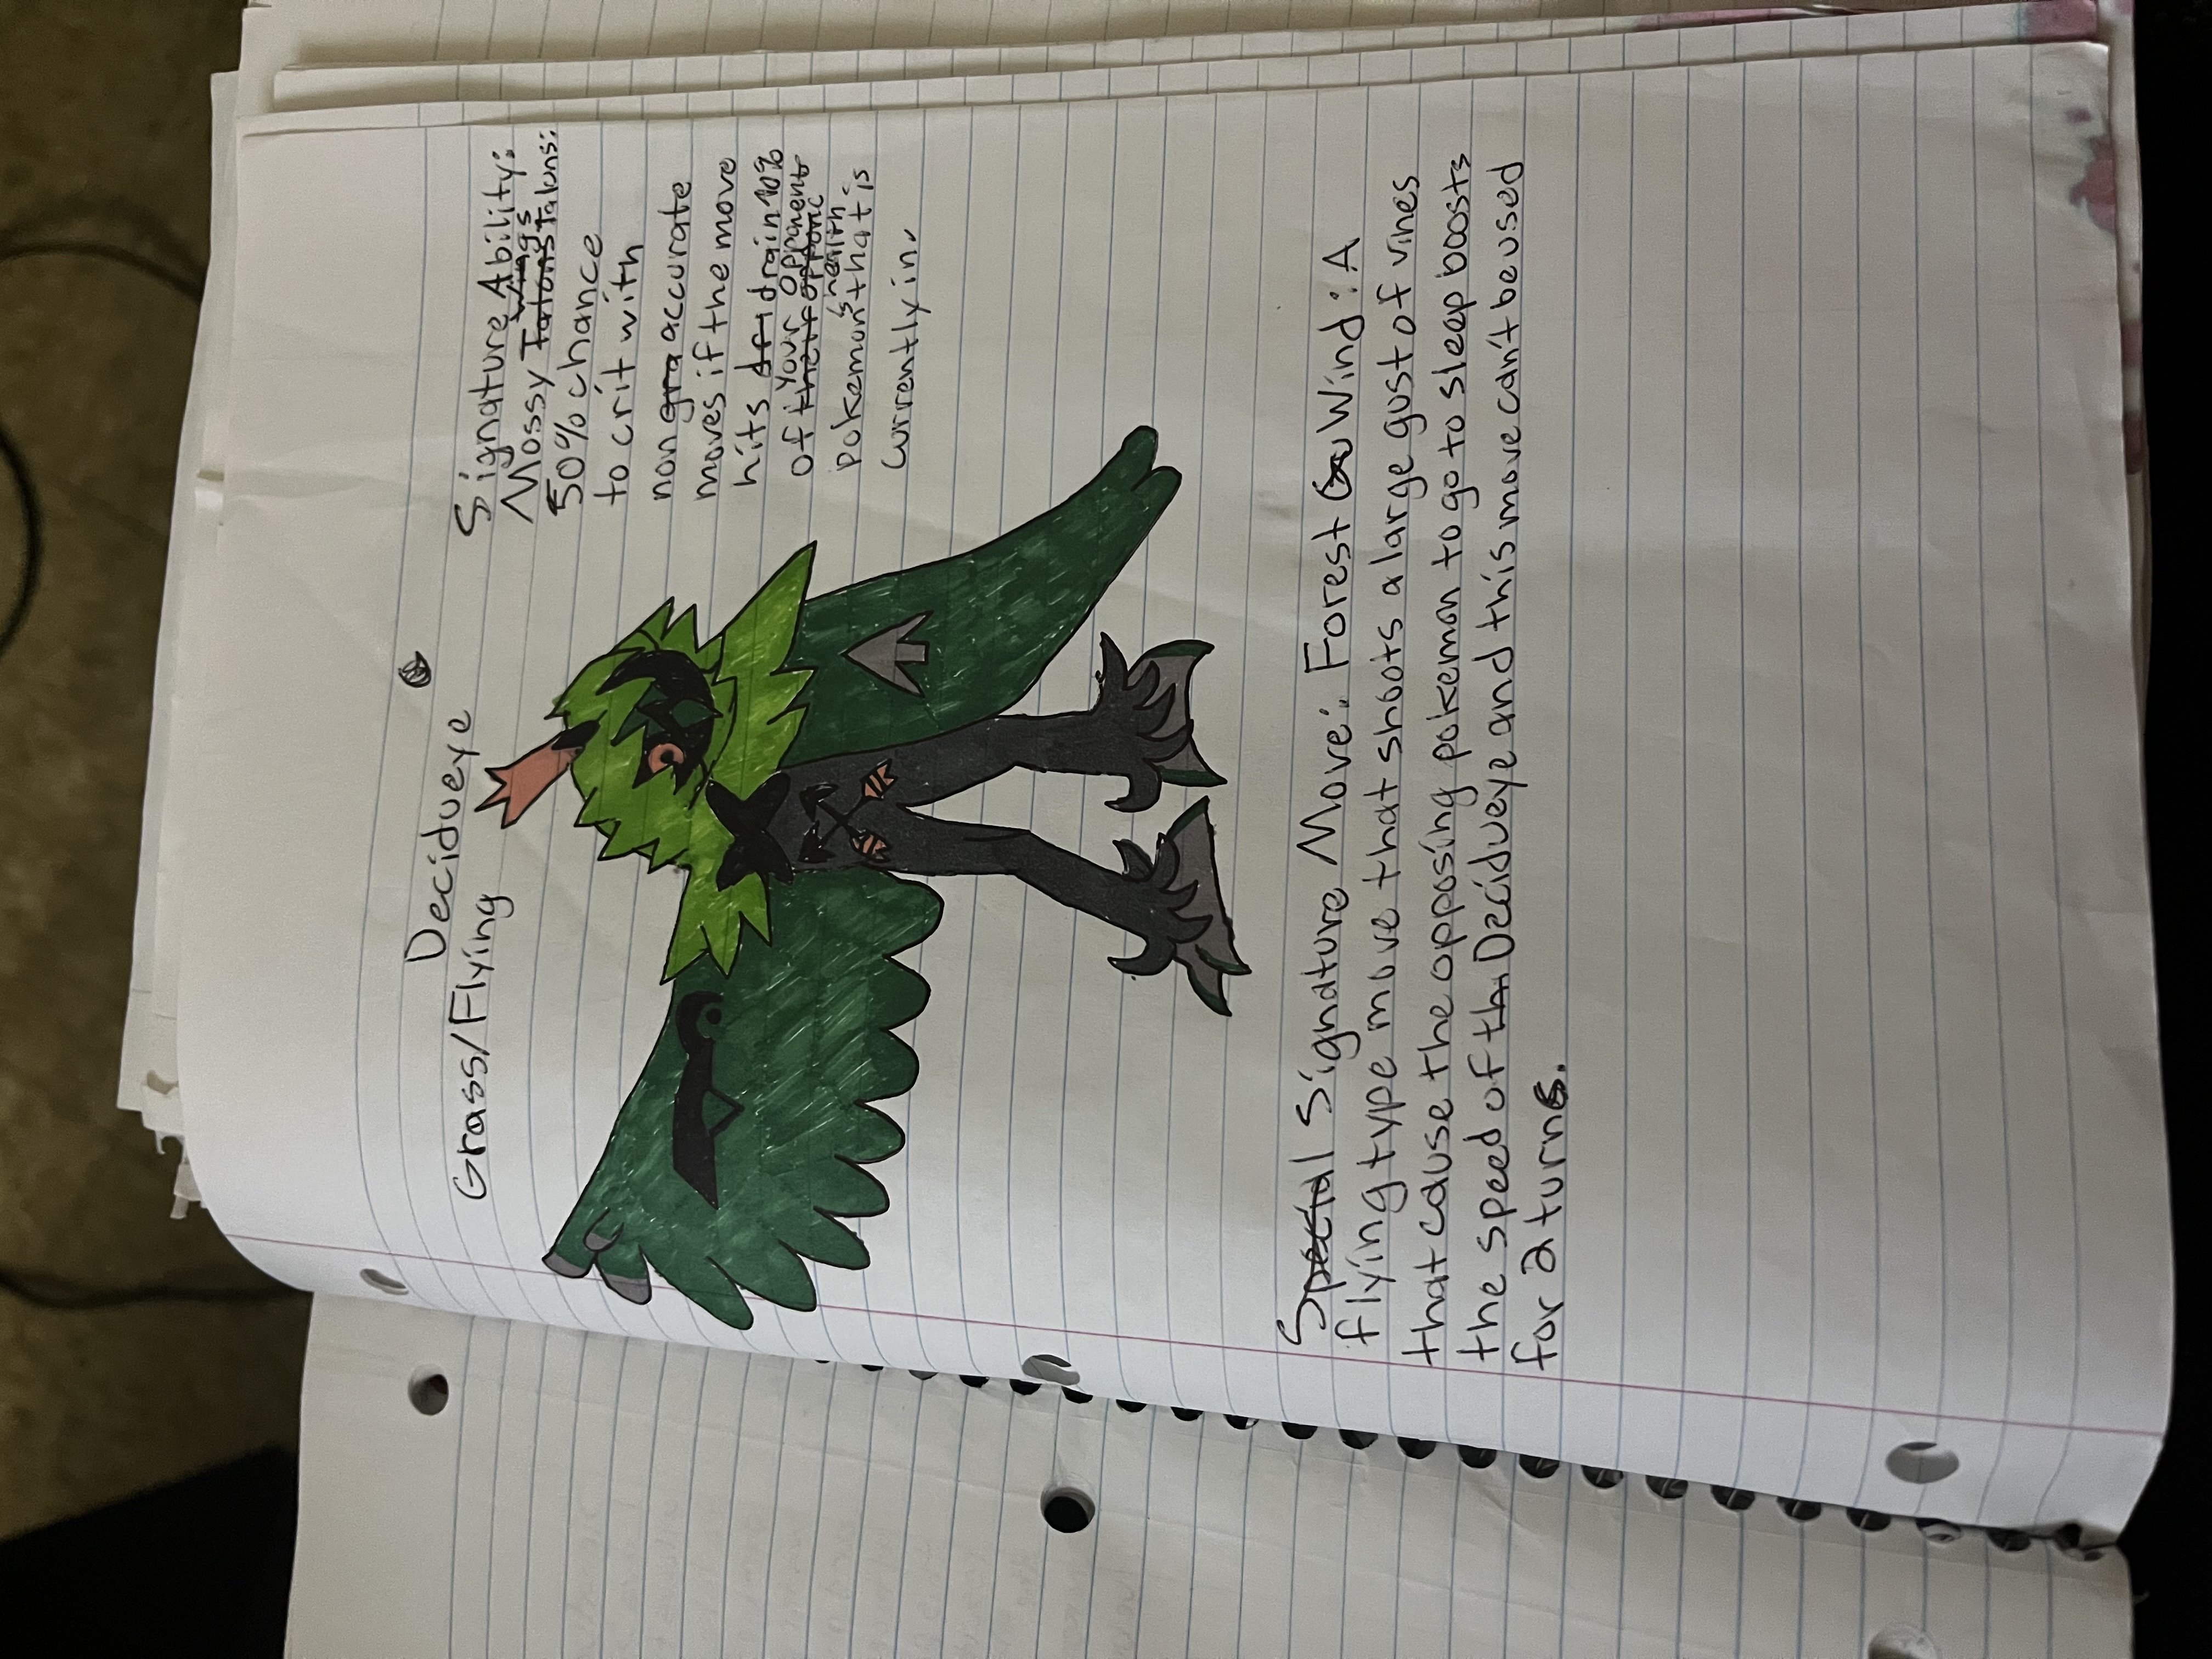 Decidueye
Grass/Flying
Signature Ability:
Wings
Mossy Talons Talons:
50% chance
to crit with
non gra accurate
moves if the move
hits dri drain 10%
your opponent
of their opponc
s health
pokemon that is
currently in.
Special Signature Move: Forest Gu Wind: A
flying type move that shoots a large gust of vines
that cause the opposing pokemon to go to sleep boosts
the speed of th Decidueye and this move can't be used
for 2 turns.